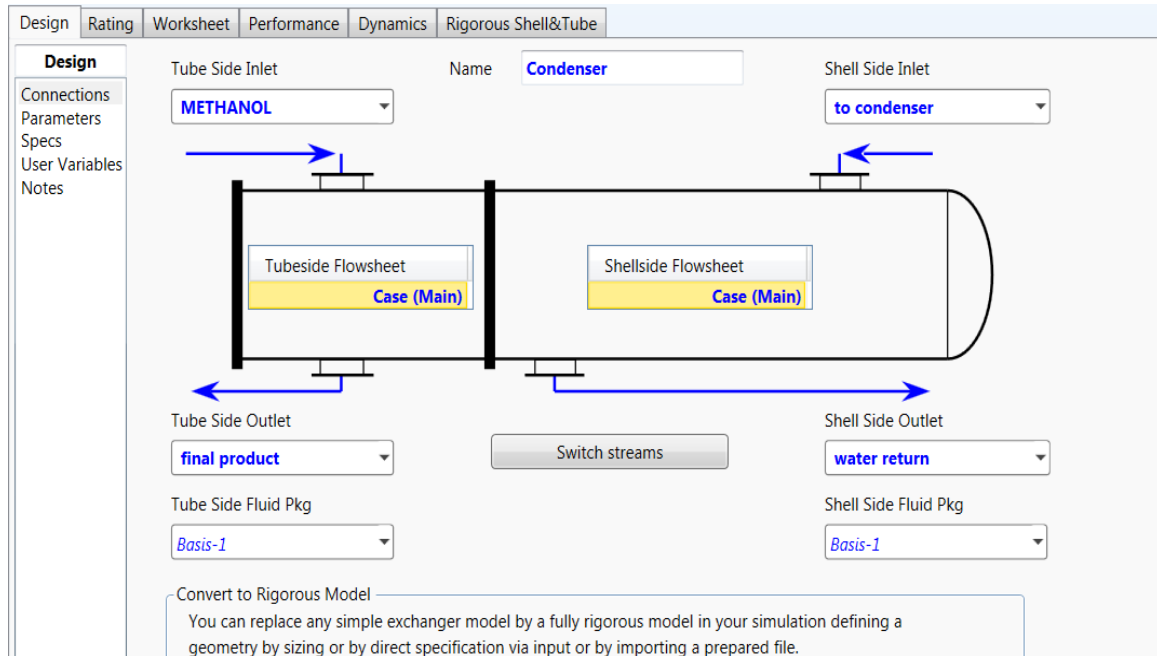 Design Rating Worksheet Performance Dynamics Rigorous Shell&Tube
Design
Connections
Parameters
Specs
User Variables
Notes
Tube Side Inlet Name Condenser Shell Side Inlet
METHANOL to condenser
Tubeside Flowsheet Shellside Flowsheet
Case (Main) Case (Main)
Tube Side Outlet Shell Side Outlet
final product Switch streams water return
Tube Side Fluid Pkg Shell Side Fluid Pkg
Basis-1 Basis-1
Convert to Rigorous Model
You can replace any simple exchanger model by a fully rigorous model in your simulation defining a
geometry by sizing or by direct specification via input or by importing a prepared file.